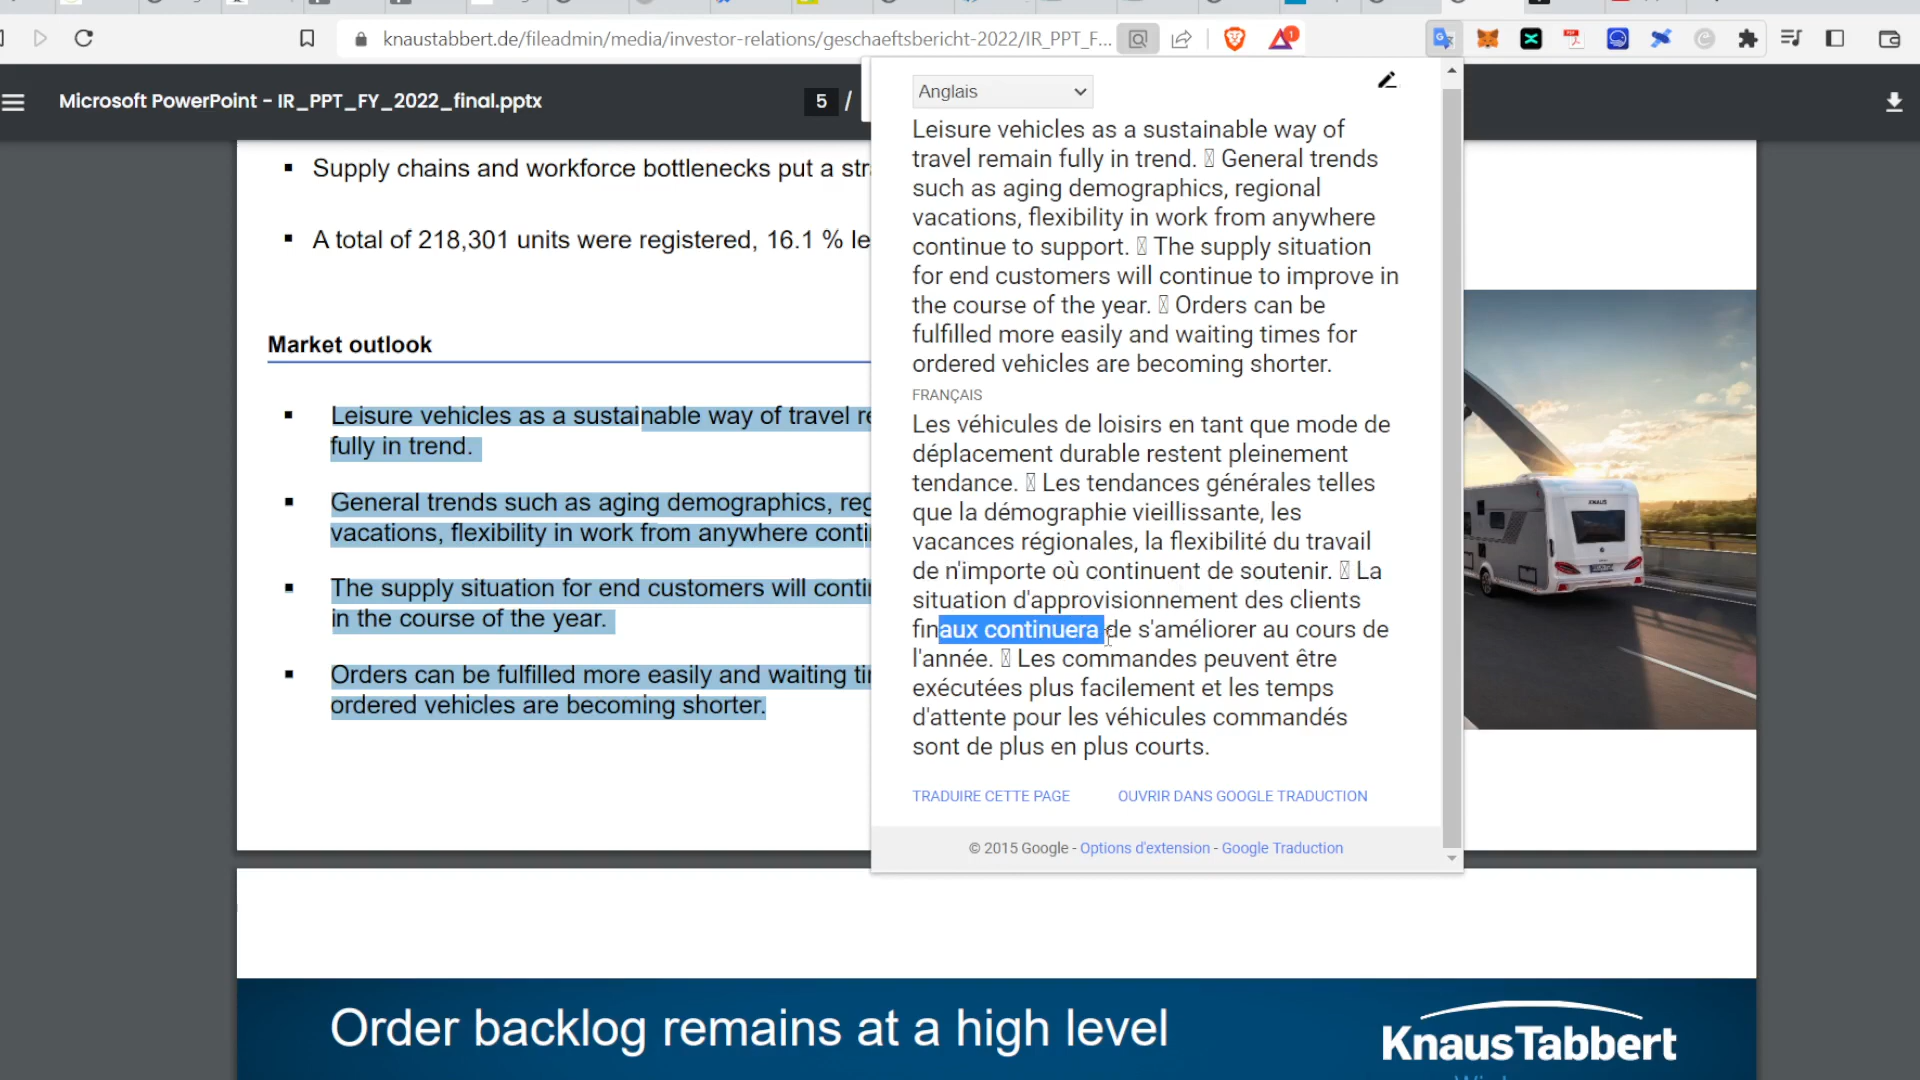 knaustabbert.de/fileadmin/media/investor-relations/geschaeftsbericht-2022/IR_PPT_F...
1
Microsoft PowerPoint - IR_PPT_FY_2022_final.pptx
5 /
Supply chains and workforce bottlenecks put a
A total of 218,301 units were registered, 16.1 %
Market outlook
Leisure vehicles as a sustainable way of travel
fully in trend.
General trends such as aging demographics,
vacations, flexibility in work from anywhere
The supply situation for end customers will
in the course of the year.
Orders can be fulfilled more easily and waiting
ordered vehicles are becoming shorter.
Anglais
Leisure vehicles as a sustainable way of
travel remain fully in trend. General trends
such as aging demographics, regional
vacations, flexibility in work from anywhere
continue to support. The supply situation
for end customers will continue to improve in
the course of the year. Orders can be
fulfilled more easily and waiting times for
ordered vehicles are becoming shorter.
FRANÇAIS
Les véhicules de loisirs en tant que mode de
déplacement durable restent pleinement
tendance. Les tendances générales telles
que la démographie vieillissante, les
vacances régionales, la flexibilité du travail
de n'importe où continuent de soutenir. La
situation d'approvisionnement des clients
finaux continuera de s'améliorer au cours de
l'année. Les commandes peuvent être
exécutées plus facilement et les temps
d'attente pour les véhicules commandés
sont de plus en plus courts.
TRADUIRE CETTE PAGE OUVRIR DANS GOOGLE TRADUCTION
© 2015 Google - Options d'extension - Google Traduction
KNAUS
Order backlog remains at a high level
KnausTabbert